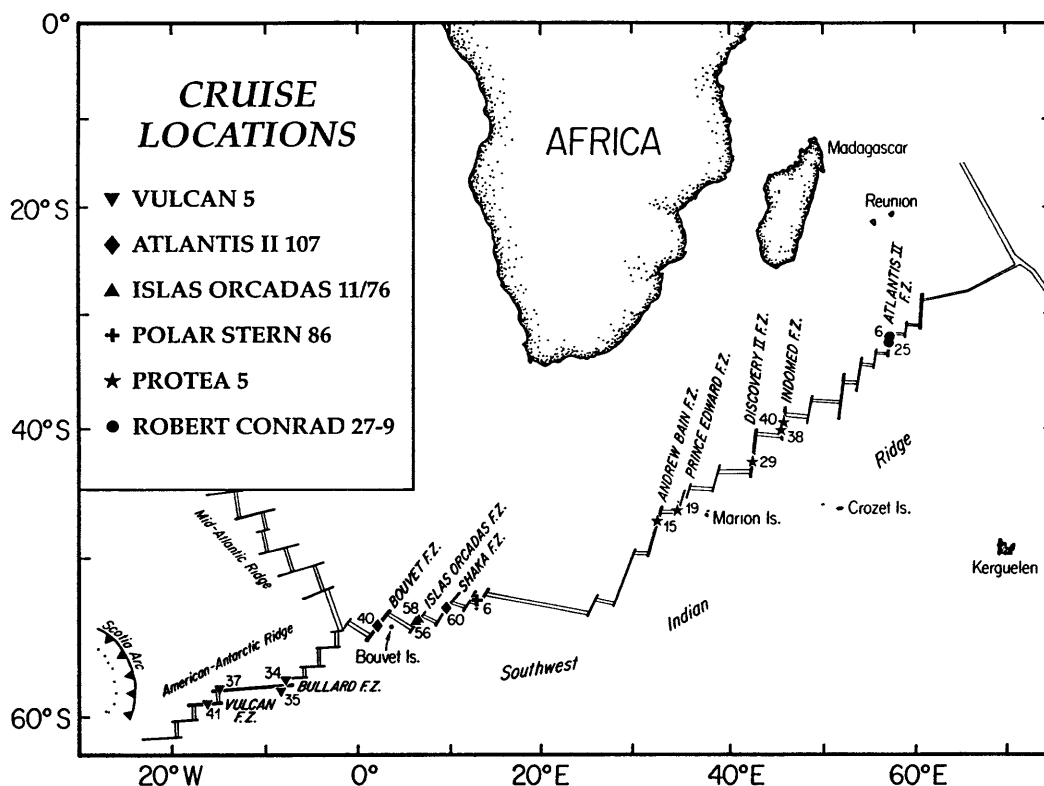 0°
20°S
40°S
60°S
20°W
0°
20°E
40°E
60°E
CRUISE
LOCATIONS
VULCAN 5
ATLANTIS II 107
ISLAS ORCADAS 11/76
POLAR STERN 86
PROTEA 5
ROBERT CONRAD 27-9
AFRICA
Madagascar
Reunion
ATLANTIS II
F.Z.
6
25
INDOMED F.Z.
DISCOVERY II F.Z.
40
38
29
PRINCE EDWARD F.Z.
ANDREW BAIN F.Z.
19
15
Marion Is.
Crozet Is.
Kerguelen
Ridge
Indian
Southwest
Mid-Atlantic Ridge
BOUVET F.Z.
ISLAS ORCADAS F.Z.
SHAKA F.Z.
40
58
56
60
6
Bouvet Is.
Scotia Arc
American-Antarctic Ridge
37
34
35
41
BULLARD F.Z.
VULCAN
F.Z.